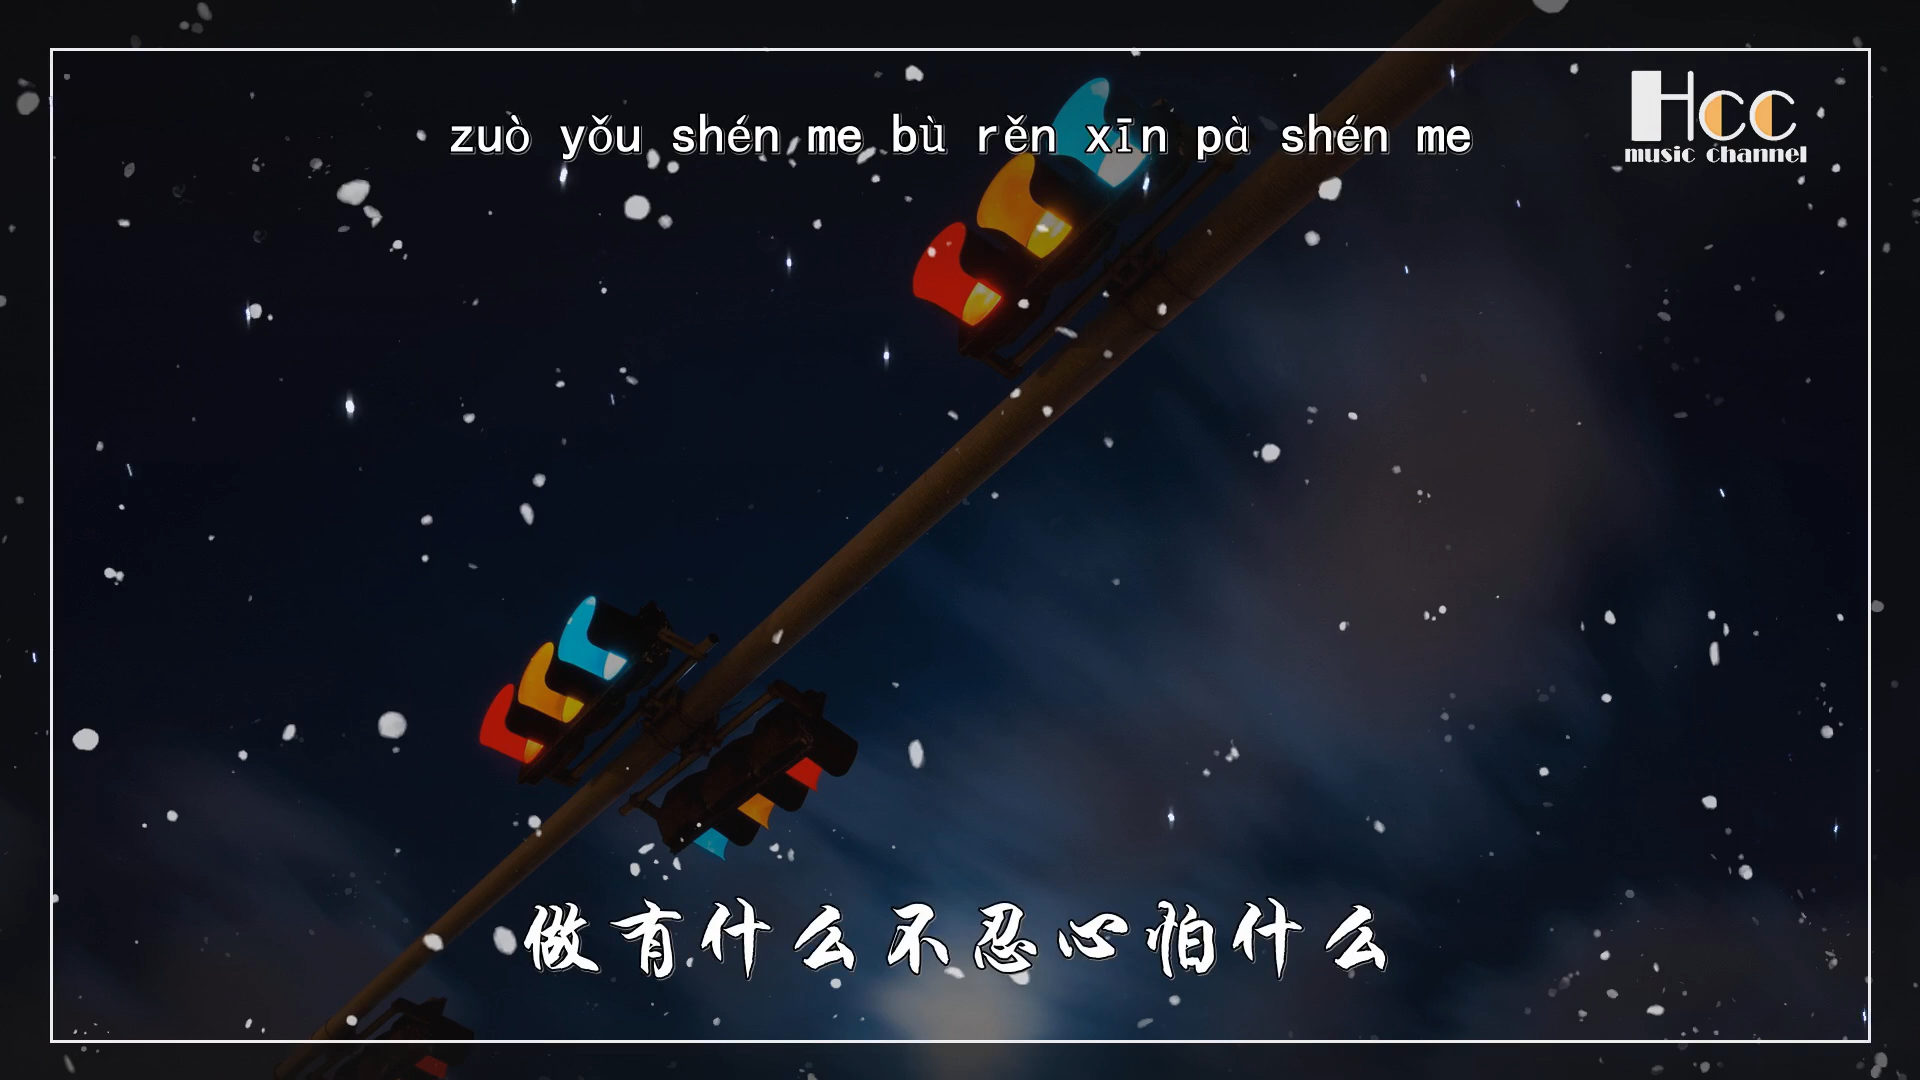 Hcc
music channel
zuò yǒu shén me bù rěn xīn pà shén me
做有什么不忍心怕什么